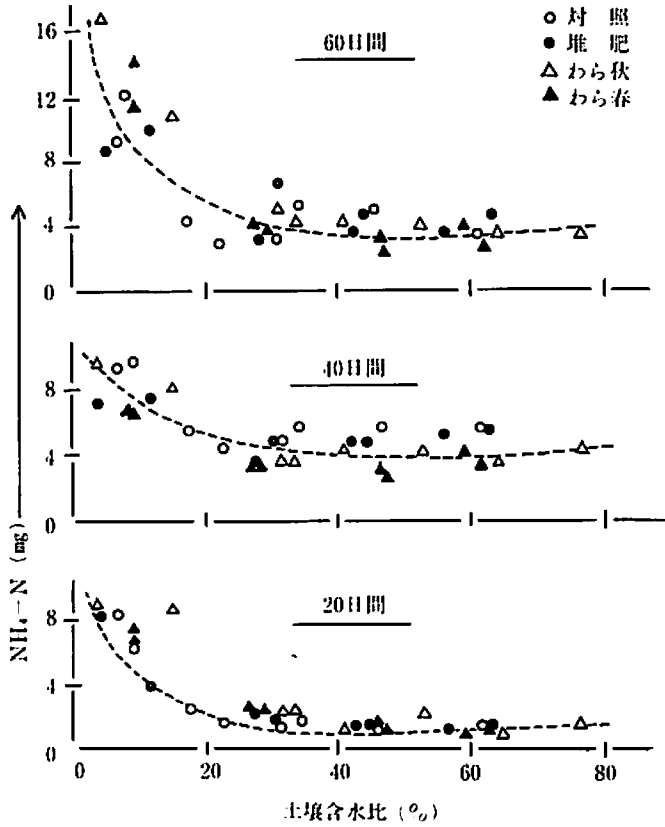 ○ 対 照
● 堆 肥
△ わら秋
▲ わら春
60日間
16
12
8
4
0
40日間
8
4
0
20日間
8
4
0
0 20 40 60 80
NH₄−N (mg)
土壌含水比 (%)